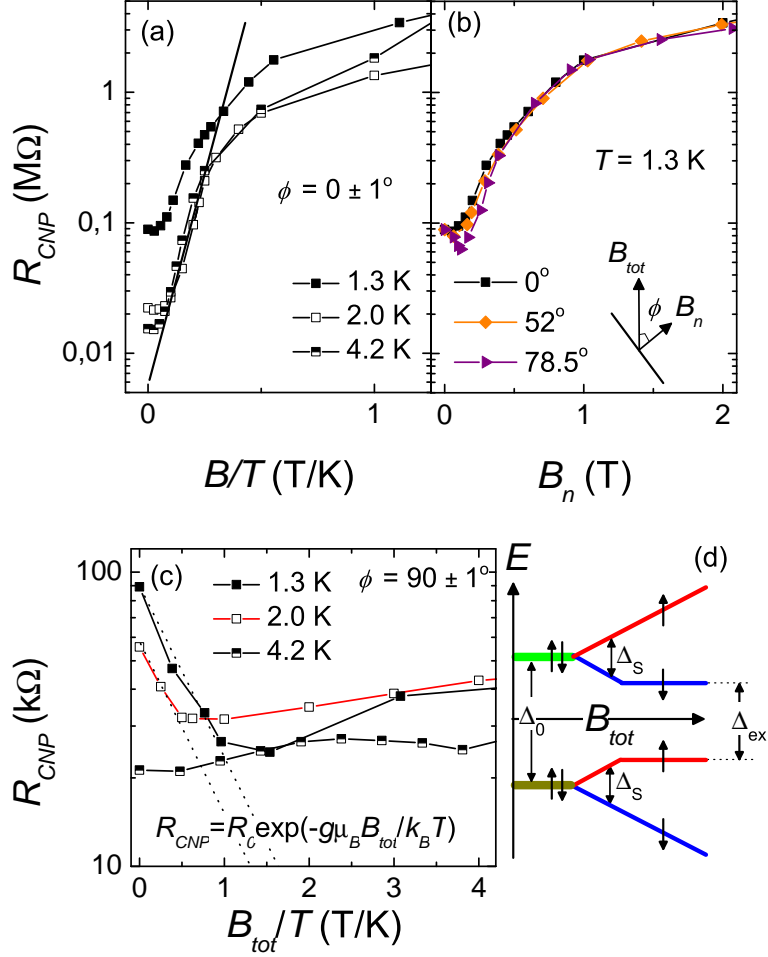 (a)
R_CNP (MΩ)
1
0,1
0,01
ϕ = 0 ± 1°
1.3 K
2.0 K
4.2 K
0
1
B/T (T/K)
(b)
T = 1.3 K
0°
52°
78.5°
B_tot
ϕ
B_n
0
1
2
B_n (T)
(c)
R_CNP (kΩ)
100
10
1.3 K
2.0 K
4.2 K
ϕ = 90 ± 1°
R_CNP=R_0exp(-gμ_B B_tot/k_B T)
0
1
2
3
4
B_tot/T (T/K)
(d)
E
Δ_S
Δ_0
B_tot
Δ_ex
Δ_S